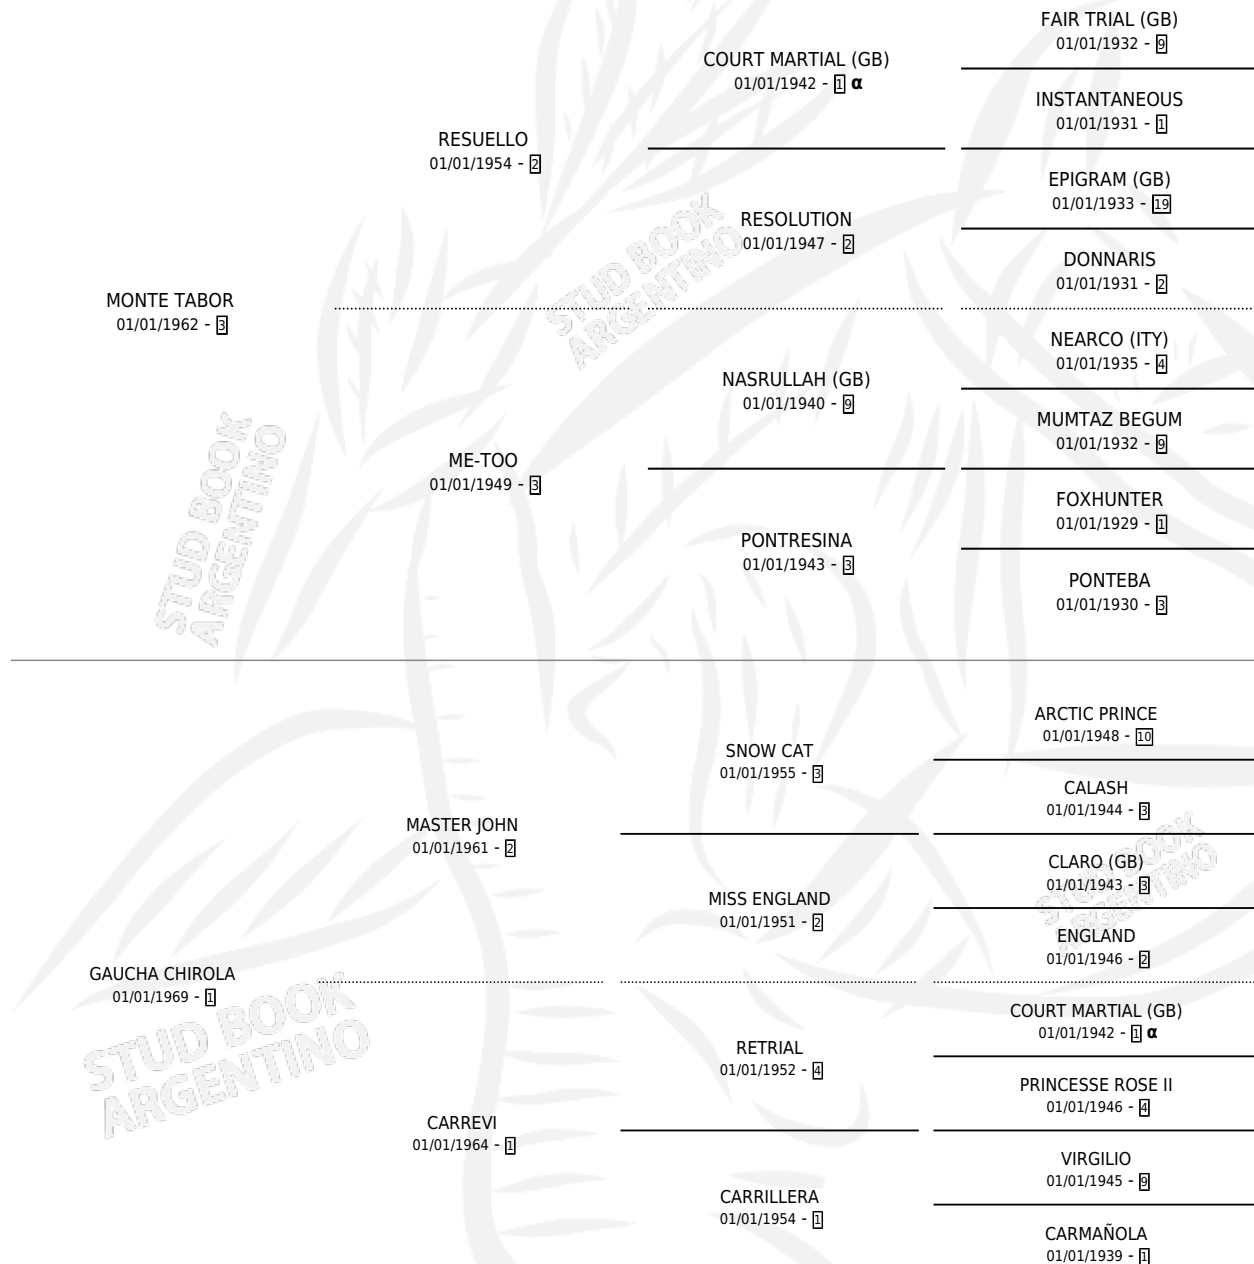 FAIR TRIAL (GB)
01/01/1932 - 9
COURT MARTIAL (GB)
01/01/1942 - 1 α
INSTANTANEOUS
01/01/1931 - 1
RESUELLO
01/01/1954 - 2
EPIGRAM (GB)
01/01/1933 - 19
RESOLUTION
01/01/1947 - 2
DONNARIS
01/01/1931 - 2
MONTE TABOR
01/01/1962 - 3
STUD BOOK
ARGENTINO
NEARCO (ITY)
01/01/1935 - 4
NASRULLAH (GB)
01/01/1940 - 9
MUMTAZ BEGUM
01/01/1932 - 9
ME-TOO
01/01/1949 - 3
FOXHUNTER
01/01/1929 - 1
PONTRESINA
01/01/1943 - 3
PONTEBA
01/01/1930 - 3
STUD BOOK
ARGENTINO
ARCTIC PRINCE
01/01/1948 - 10
SNOW CAT
01/01/1955 - 3
CALASH
01/01/1944 - 3
MASTER JOHN
01/01/1961 - 2
CLARO (GB)
01/01/1943 - 3
STUD BOOK
ARGENTINO
MISS ENGLAND
01/01/1951 - 2
ENGLAND
01/01/1946 - 2
GAUCHA CHIROLA
01/01/1969 - 1
STUD BOOK
ARGENTINO
COURT MARTIAL (GB)
01/01/1942 - 1 α
RETRIAL
01/01/1952 - 4
PRINCESSE ROSE II
01/01/1946 - 4
CARREVI
01/01/1964 - 1
VIRGILIO
01/01/1945 - 9
CARRILLERA
01/01/1954 - 1
CARMAÑOLA
01/01/1939 - 1